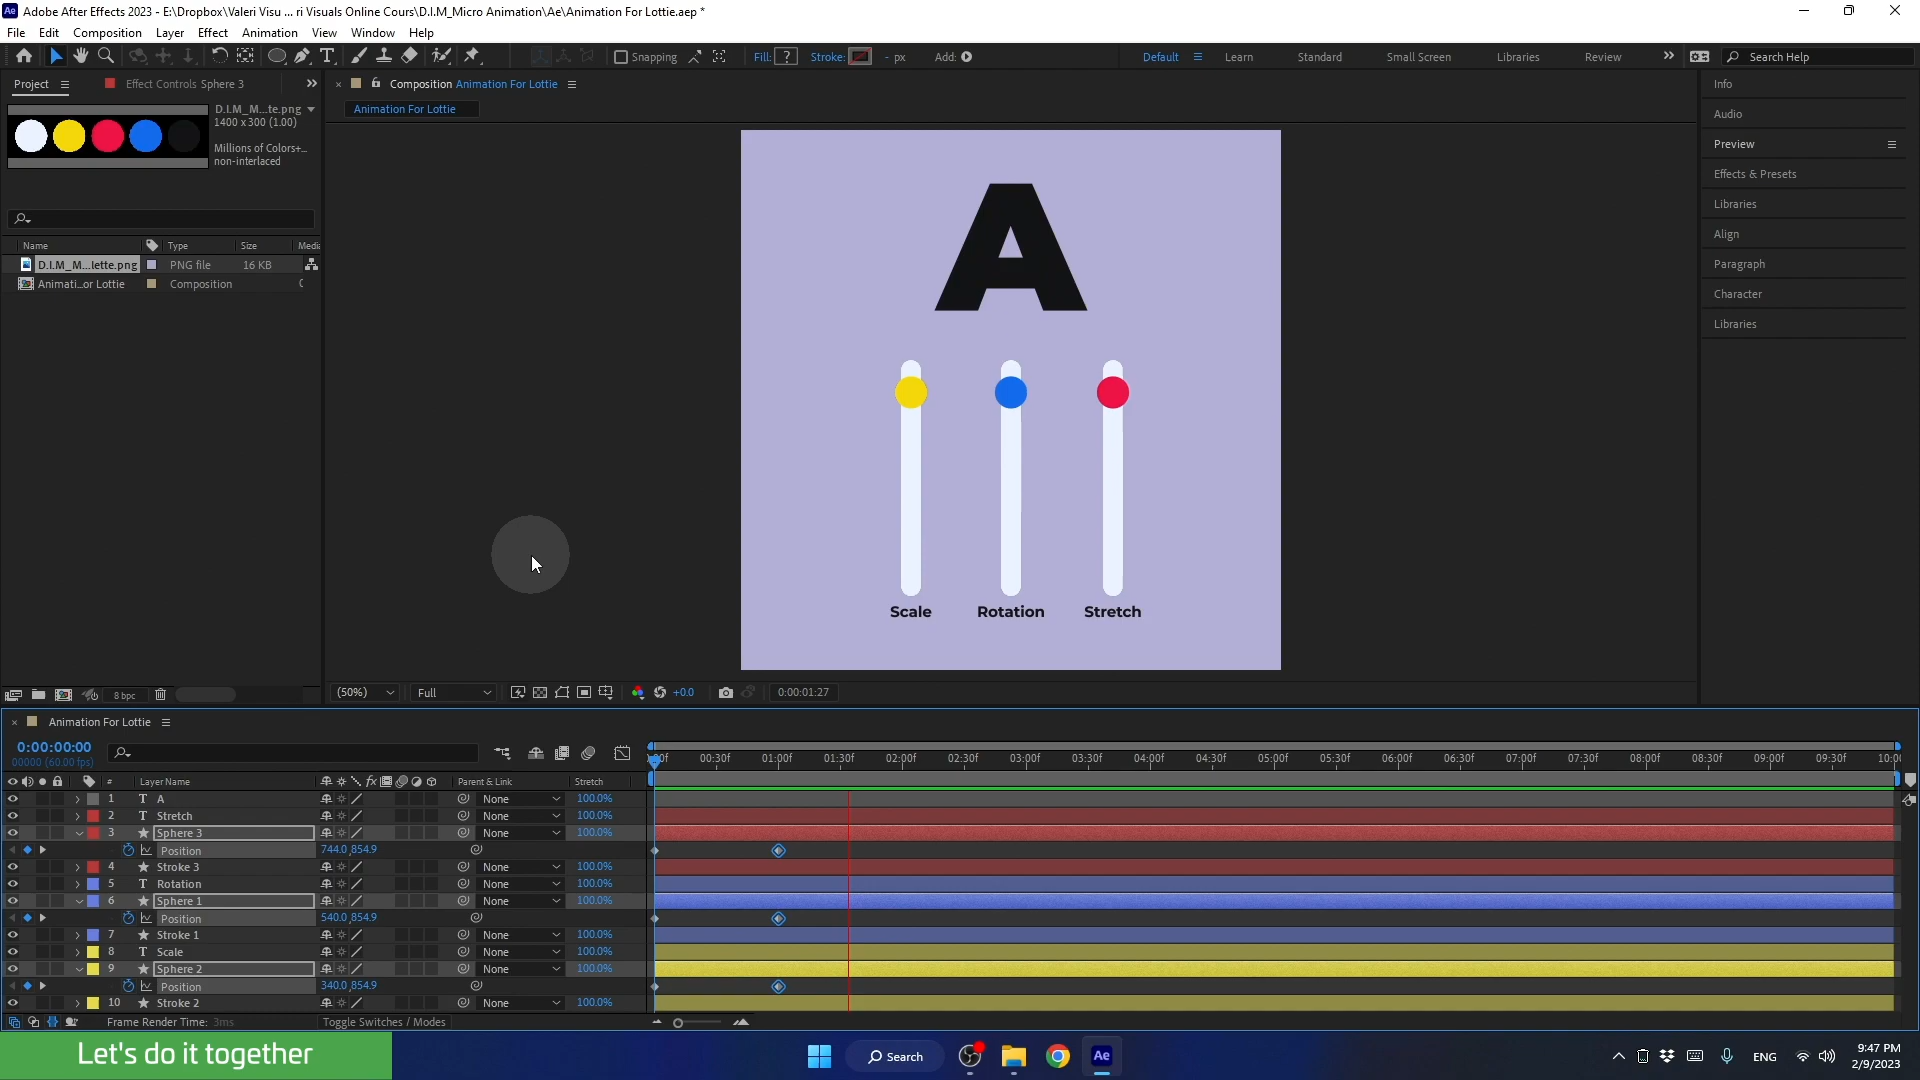 Adobe After Effects 2023 - E:\Dropbox\Valeri Visu ... ri Visuals Online Cours\D.I.M_Micro Animation\Ae\Animation For Lottie.aep *
File Edit Composition Layer Effect Animation View Window Help
Snapping Fill: ? Stroke: - px Add: Default Learn Standard Small Screen Libraries Review Search Help
Project Effect Controls Sphere 3 Composition Animation For Lottie Info
D.I.M_M...te.png Animation For Lottie
1400 x 300 (1.00) Audio
Millions of Colors+... Preview
non-interlaced
Effects & Presets
Libraries
Align
Paragraph
Character
Libraries
Name Type Size Media
D.I.M_M...lette.png PNG file 16 KB
Animati...or Lottie Composition
A
Scale Rotation Stretch
8 bpc (50%) Full +0.0 0:00:01:27
Animation For Lottie
0:00:00:00
00000 (60.00 fps)
00:30f 01:00f 01:30f 02:00f 02:30f 03:00f 03:30f 04:00f 04:30f 05:00f 05:30f 06:00f 06:30f 07:00f 07:30f 08:00f 08:30f 09:00f 09:30f 10:00
# Layer Name fx Parent & Link Stretch
1 T A None 100.0%
2 T Stretch None 100.0%
3 Sphere 3 None 100.0%
Position 744.0,854.9
4 Stroke 3 None 100.0%
5 T Rotation None 100.0%
6 Sphere 1 None 100.0%
Position 540.0,854.9
7 Stroke 1 None 100.0%
8 T Scale None 100.0%
9 Sphere 2 None 100.0%
Position 340.0,854.9
10 Stroke 2 None 100.0%
Frame Render Time: 3ms Toggle Switches / Modes
Let's do it together
Search Ae ENG 9:47 PM
2/9/2023